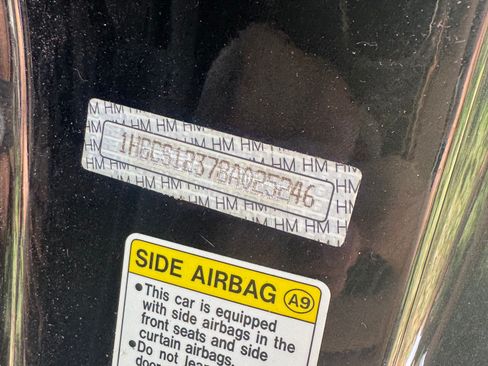 1HGCS12378A025246
SIDE AIRBAG A9
•This car is equipped
with side airbags in the
front seats and side
curtain airbags.
•Do not lea